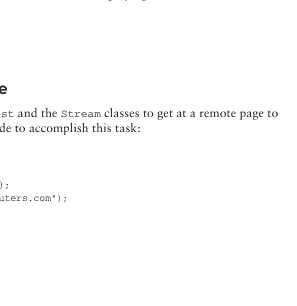 e
st and the Stream classes to get at a remote page to
de to accomplish this task:
);
uters.com");